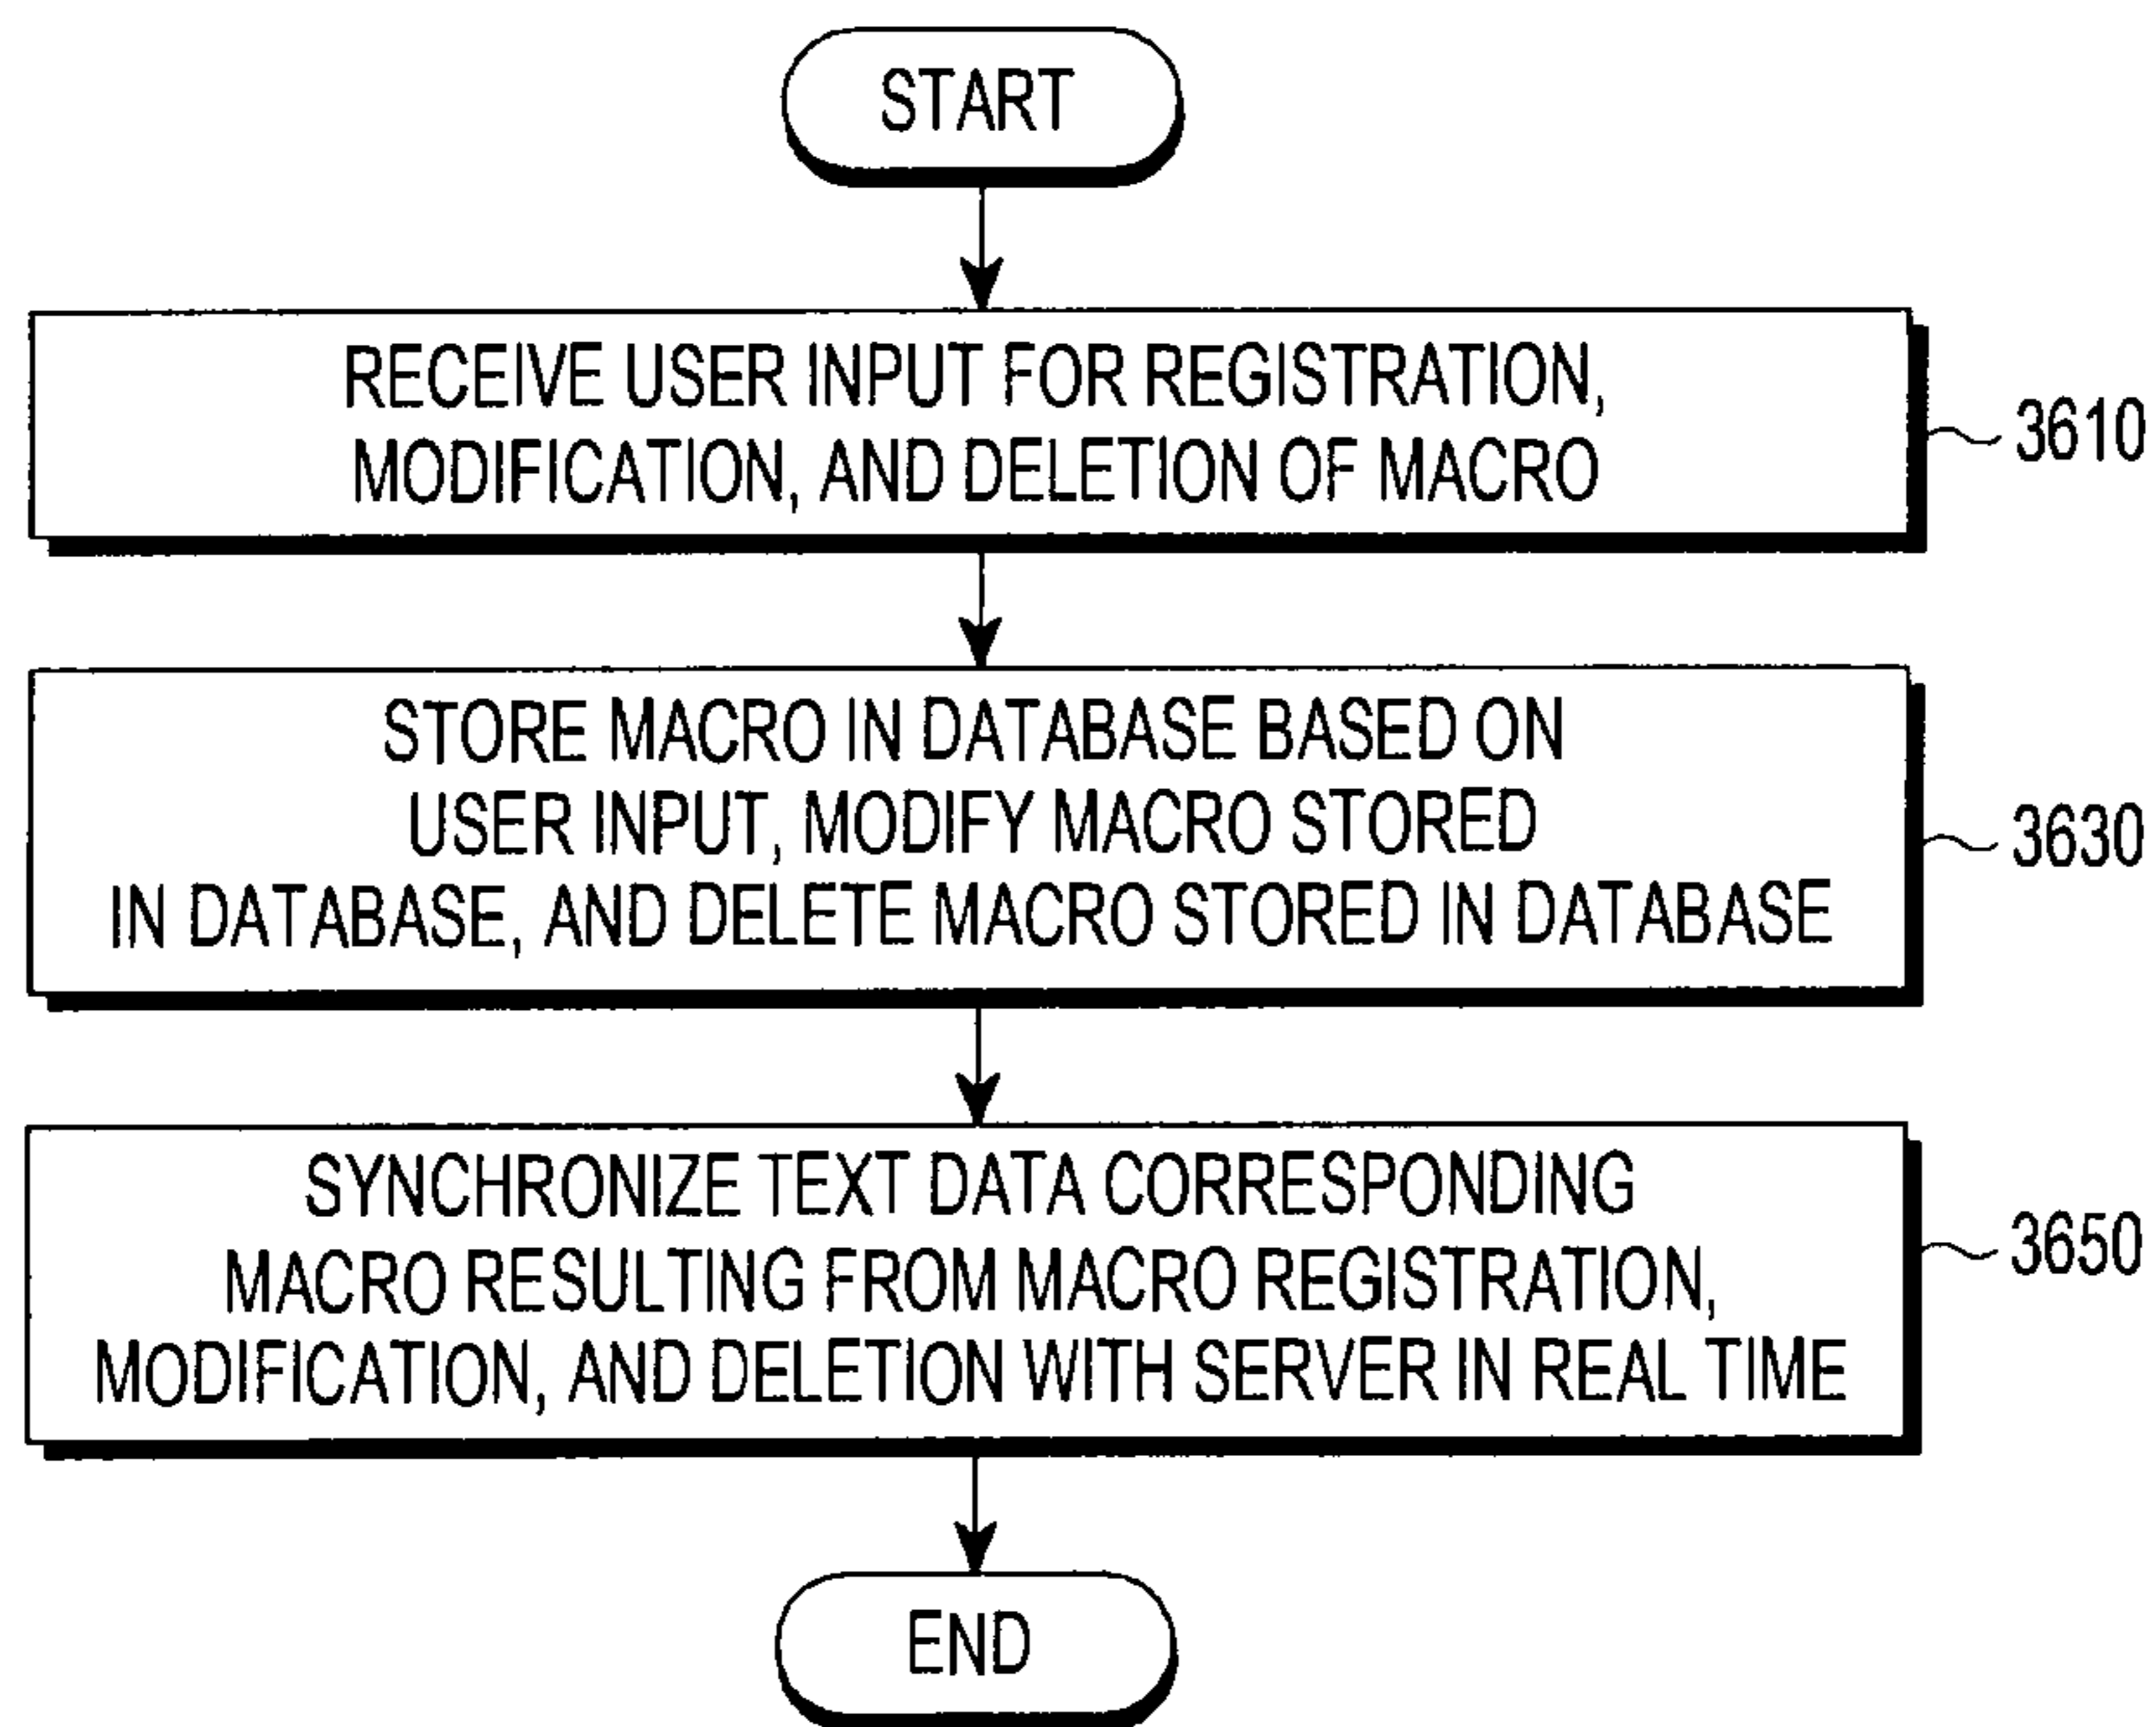 START
RECEIVE USER INPUT FOR REGISTRATION,
MODIFICATION, AND DELETION OF MACRO
3610
STORE MACRO IN DATABASE BASED ON
USER INPUT, MODIFY MACRO STORED
IN DATABASE, AND DELETE MACRO STORED IN DATABASE
3630
SYNCHRONIZE TEXT DATA CORRESPONDING
MACRO RESULTING FROM MACRO REGISTRATION,
MODIFICATION, AND DELETION WITH SERVER IN REAL TIME
3650
END